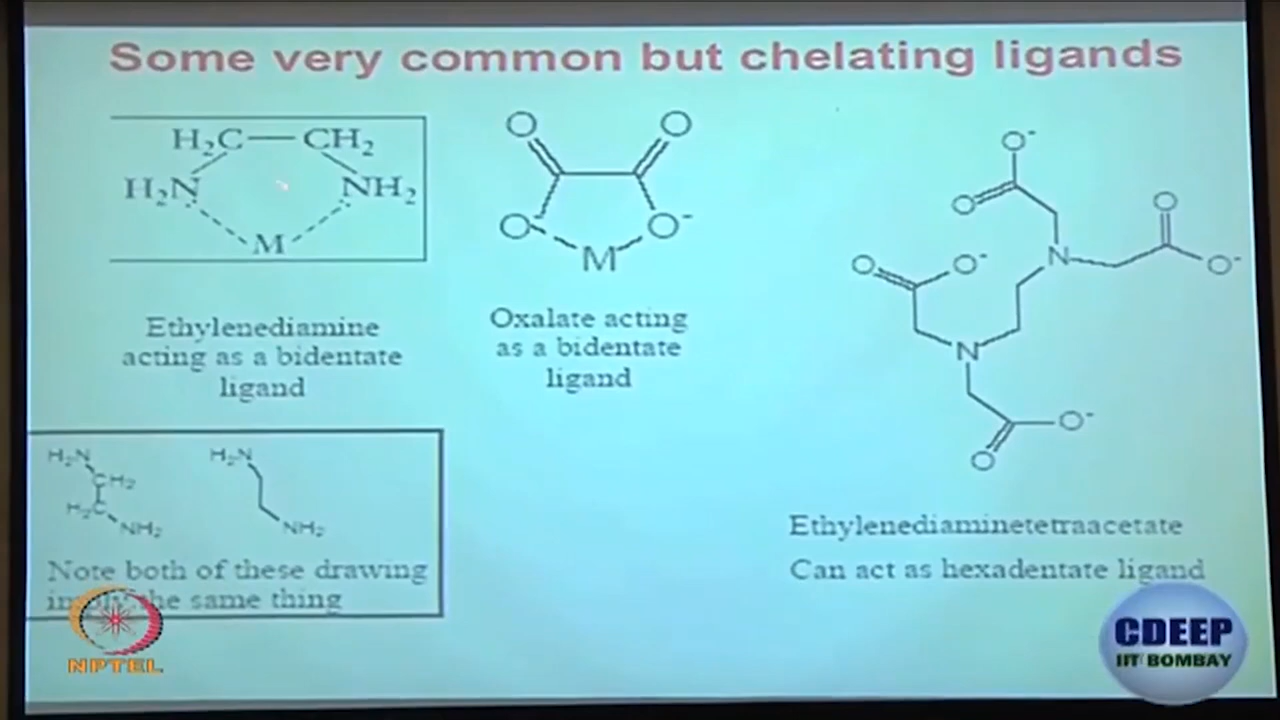 Some very common but chelating ligands
H₂C — CH₂
H₂N NH₂
M
Ethylenediamine
acting as a bidentate
ligand
O O
O⁻ O⁻
M
Oxalate acting
as a bidentate
ligand
O⁻
O O
N O⁻
O O⁻
N
O⁻
O
Ethylenediaminetetraacetate
Can act as hexadentate ligand
H₂N
CH₂
H₂C
NH₂
H₂N
NH₂
Note both of these drawing
imply the same thing
NPTEL
CDEEP
IIT BOMBAY